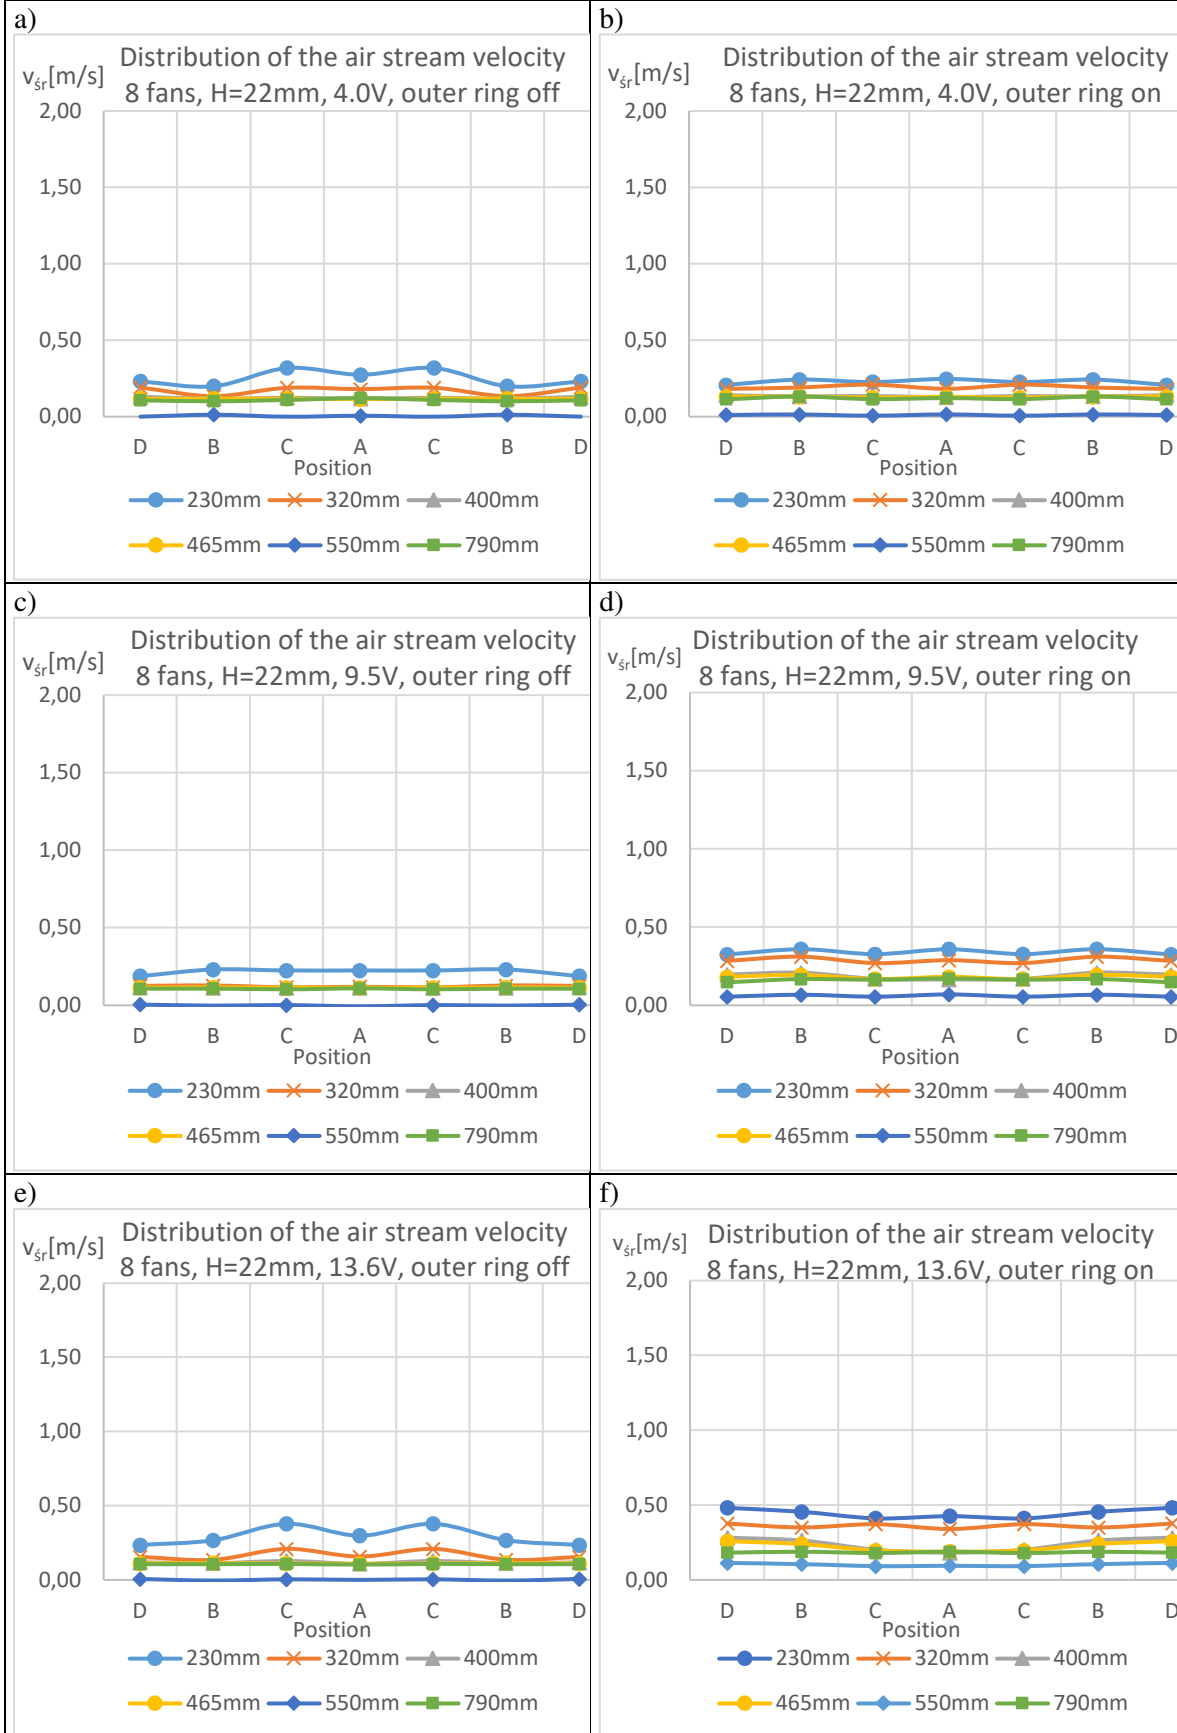 a)
Distribution of the air stream velocity
8 fans, H=22mm, 4.0V, outer ring off
vśr[m/s]
2,00
1,50
1,00
0,50
0,00
D B C A C B D
Position
230mm 320mm 400mm
465mm 550mm 790mm
b)
Distribution of the air stream velocity
8 fans, H=22mm, 4.0V, outer ring on
vśr[m/s]
2,00
1,50
1,00
0,50
0,00
D B C A C B D
Position
230mm 320mm 400mm
465mm 550mm 790mm
c)
Distribution of the air stream velocity
8 fans, H=22mm, 9.5V, outer ring off
vśr[m/s]
2,00
1,50
1,00
0,50
0,00
D B C A C B D
Position
230mm 320mm 400mm
465mm 550mm 790mm
d)
Distribution of the air stream velocity
8 fans, H=22mm, 9.5V, outer ring on
vśr[m/s]
2,00
1,50
1,00
0,50
0,00
D B C A C B D
Position
230mm 320mm 400mm
465mm 550mm 790mm
e)
Distribution of the air stream velocity
8 fans, H=22mm, 13.6V, outer ring off
vśr[m/s]
2,00
1,50
1,00
0,50
0,00
D B C A C B D
Position
230mm 320mm 400mm
465mm 550mm 790mm
f)
Distribution of the air stream velocity
8 fans, H=22mm, 13.6V, outer ring on
vśr[m/s]
2,00
1,50
1,00
0,50
0,00
D B C A C B D
Position
230mm 320mm 400mm
465mm 550mm 790mm